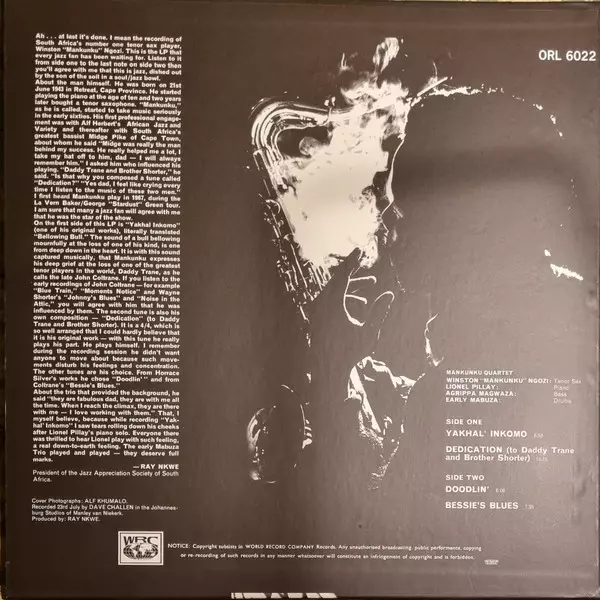 Ah . . . at last it's done. I mean the recording of
South Africa's number one tenor sax player,
Winston "Mankunku" Ngozi. This is the LP that
every jazz fan has been waiting for. Listen to it
from side one to the last note on side two then
you'll agree with me that this is jazz, dished out
by the son of the soil in a soul/jazz bowl.
About the man himself. He was born on 21st
June 1943 in Retreat, Cape Province. He started
playing the piano at the age of ten and two years
later bought a tenor saxophone. "Mankunku,"
as he is called, started to take music seriously
in the early sixties. His first professional engage-
ment was with Alf Herbert's African Jazz and
Variety and thereafter with South Africa's
greatest bassist Midge Pike of Cape Town,
about whom he said "Midge was really the man
behind my success. He really helped me a lot, I
take my hat off to him, dad — I will always
remember him." I asked him who influenced his
playing, "Daddy Trane and Brother Shorter," he
said. "Is that why you composed a tune called
"Dedication?" "Yes dad, I feel like crying every
time I listen to the music of these two men."
I first heard Mankunku play in 1967, during the
La Vern Baker/George "Stardust" Green tour.
I am sure that many a jazz fan will agree with me
that he was the star of the show.
On the first side of this LP is "Yakhal Inkomo"
(one of his original works), literally translated
"Bellowing Bull." The sound of a bull bellowing
mournfully at the loss of one of his kind, is one
from deep down in the heart. It is with this sound
captured musically, that Mankunku expresses
his deep grief at the loss of one of the greatest
tenor players in the world, Daddy Trane, as he
calls the late John Coltrane. If you listen to the
early recordings of John Coltrane — for example
"Blue Train," "Moments Notice" and Wayne
Shorter's "Johnny's Blues" and "Noise in the
Attic," you will agree with him that he was
influenced by them. The second tune is also his
own composition — "Dedication" (to Daddy
Trane and Brother Shorter). It is a 4/4, which is
so well arranged that I could hardly believe that
it is his original work — with this tune he really
plays his part. He plays himself. I remember
during the recording session he didn't want
anyone to move about because such move-
ments disturb his feelings and concentration.
The other tunes are his choice. From Horrace
Silver's works he chose "Doodlin'" and from
Coltrane's "Bessie's Blues."
About the trio that provided the background, he
said "they are fabulous dad, they are with me all
the time. When I reach the climax, they are there
with me — I love working them." That, I
myself believe, because while recording "Yak-
hal' Inkomo" I saw tears rolling down his cheeks
after Lionel Pillay's piano solo. Everyone there
was thrilled to hear Lionel play with such feeling,
a real down-to-earth feeling. The early Mabuza
Trio played and played — they deserve full
marks.
— RAY NKWE
President of the Jazz Appreciation Society of South
Africa.
Cover Photographs: ALF KHUMALO.
Recorded 23rd July by DAVE CHALLEN in the Johannes-
burg Studios of Manley van Niekerk.
Produced by: RAY NKWE.
ORL 6022
MANKUNKU QUARTET
WINSTON "MANKUNKU" NGOZI: Tenor Sax
LIONEL PILLAY: Piano
AGRIPPA MAGWAZA: Bass
EARLY MABUZA: Drums
SIDE ONE
YAKHAL' INKOMO
DEDICATION (to Daddy Trane
and Brother Shorter)
SIDE TWO
DOODLIN'
BESSIE'S BLUES
WRC
NOTICE: Copyright subsists in WORLD RECORD COMPANY Records. Any unauthorised broadcasting, public performance, copying
or re-recording of such records in any manner whatsoever will constitute an infringement of copyright and is forbidden.